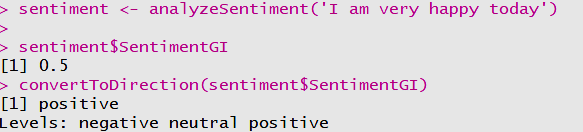 > sentiment <- analyzeSentiment('I am very happy today')
>
> sentiment$SentimentGI
[1] 0.5
> convertToDirection(sentiment$SentimentGI)
[1] positive
Levels: negative neutral positive